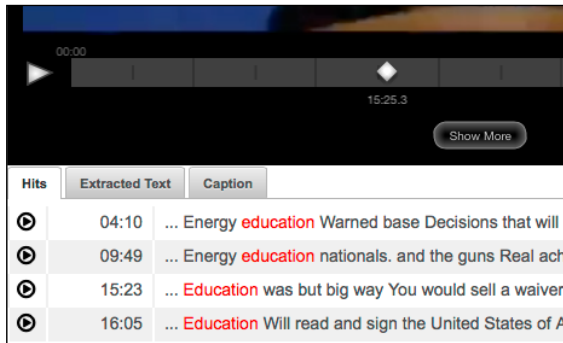 00:00
15:25.3
Show More
Hits Extracted Text Caption
04:10 ... Energy education Warned base Decisions that will
09:49 ... Energy education nationals. and the guns Real
15:23 ... Education was but big way You would sell a waiver
16:05 ... Education Will read and sign the United States of